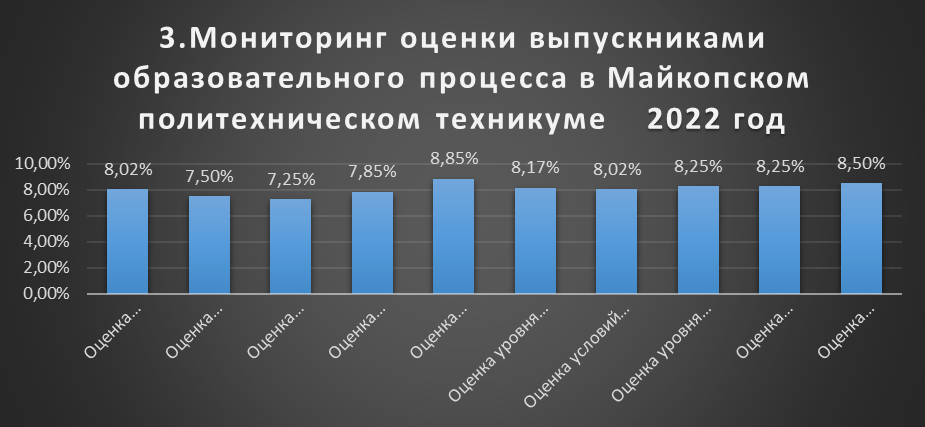 3.Мониторинг оценки выпускниками
образовательного процесса в Майкопском
политехническом техникуме 2022 год
10,00%
8,00%
6,00%
4,00%
2,00%
0,00%
8,02%
7,50%
7,25%
7,85%
8,85%
8,17%
8,02%
8,25%
8,25%
8,50%
Оценка...
Оценка...
Оценка...
Оценка...
Оценка...
Оценка уровня...
Оценка условий...
Оценка уровня...
Оценка...
Оценка...